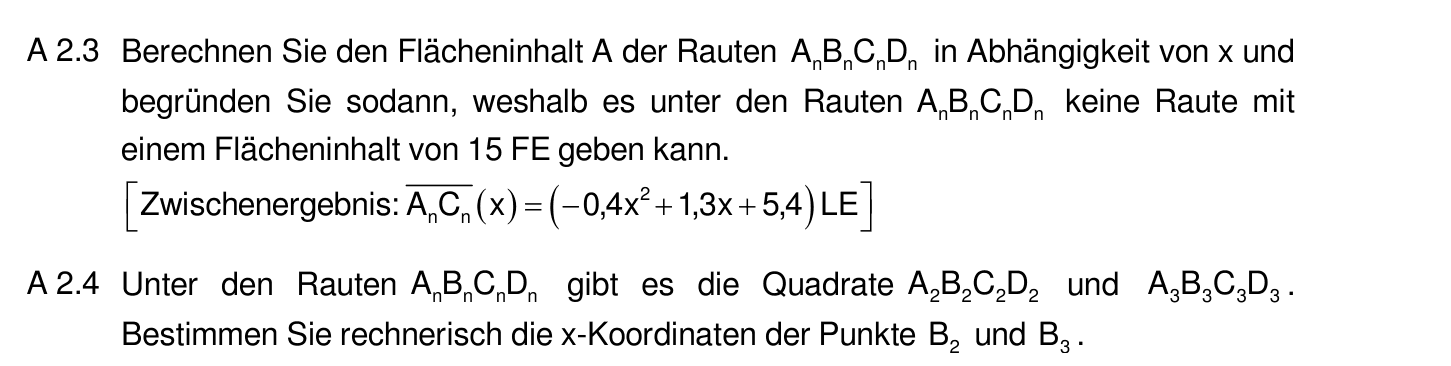 A 2.3 Berechnen Sie den Flächeninhalt A der Rauten AₙBₙCₙDₙ in Abhängigkeit von x und
begründen Sie sodann, weshalb es unter den Rauten AₙBₙCₙDₙ keine Raute mit
einem Flächeninhalt von 15 FE geben kann.
[Zwischenergebnis: A̅ₙ̅C̅ₙ̅(x) = (−0,4x² + 1,3x + 5,4) LE]
A 2.4 Unter den Rauten AₙBₙCₙDₙ gibt es die Quadrate A₂B₂C₂D₂ und A₃B₃C₃D₃.
Bestimmen Sie rechnerisch die x-Koordinaten der Punkte B₂ und B₃.